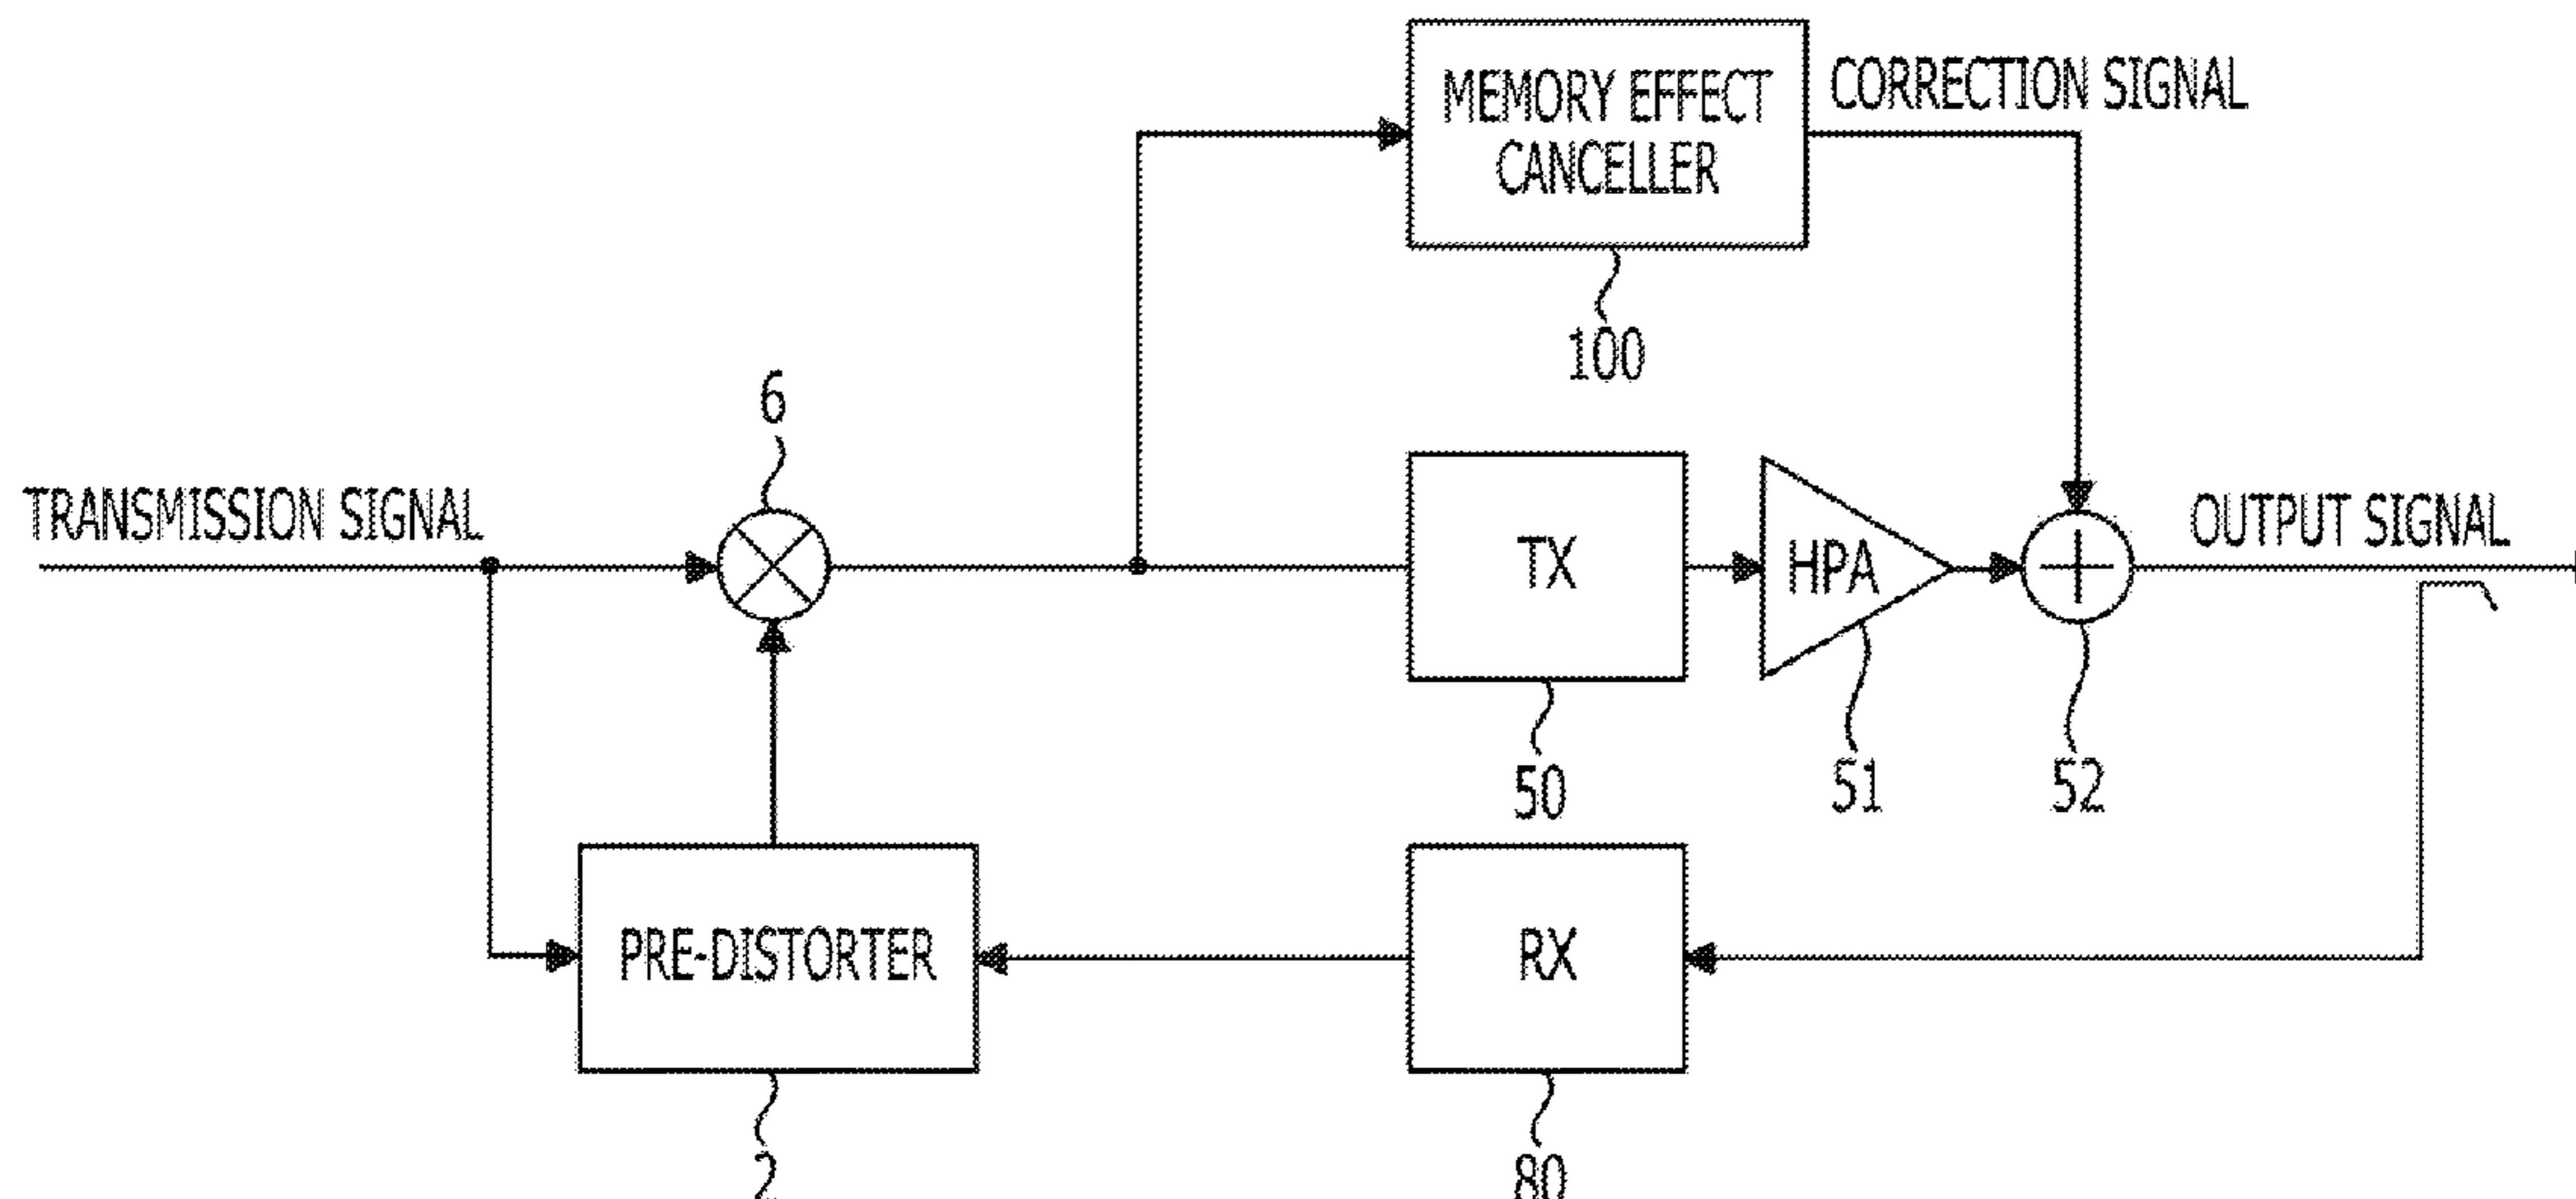 MEMORY EFFECT
CANCELLER
CORRECTION SIGNAL
100
6
TRANSMISSION SIGNAL
TX
HPA
OUTPUT SIGNAL
50
51
52
PRE-DISTORTER
RX
2
80